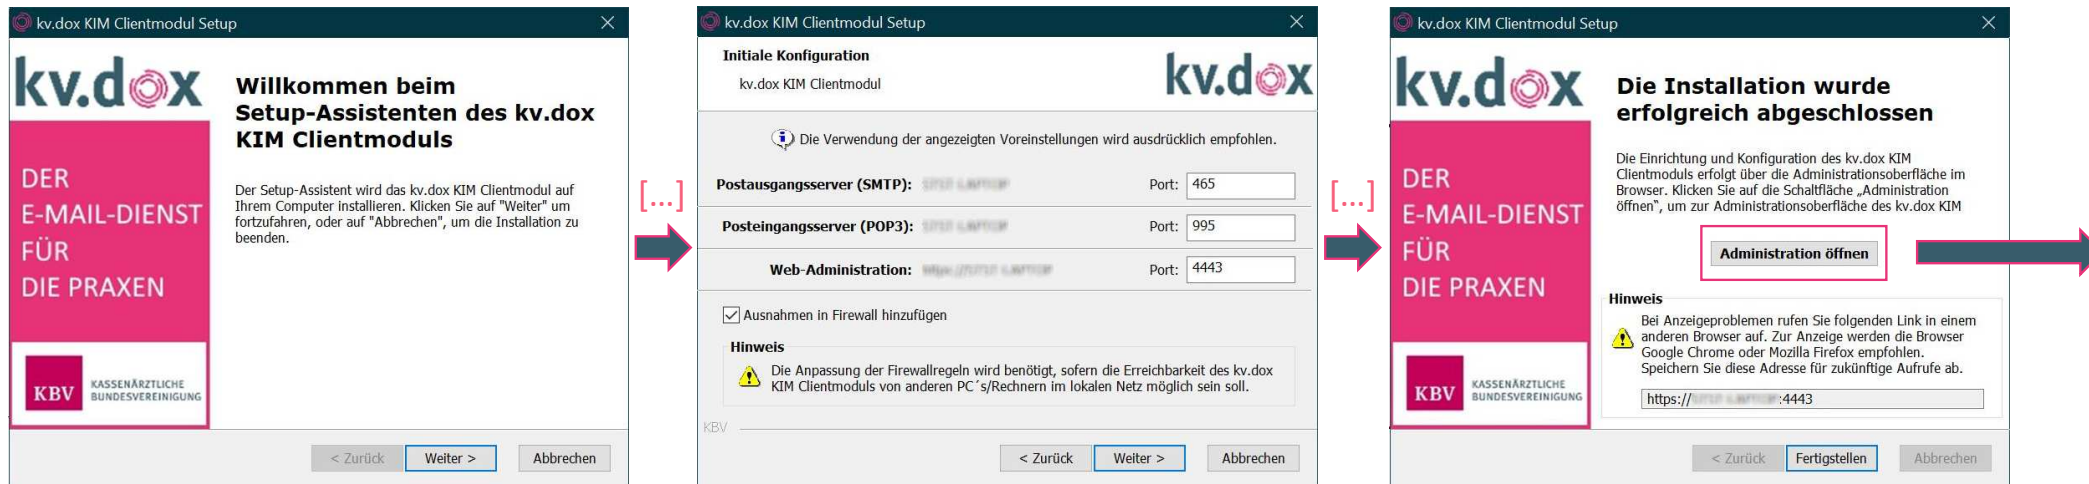 kv.dox KIM Clientmodul Setup
kv.dox
Willkommen beim
Setup-Assistenten des kv.dox
KIM Clientmoduls
Der Setup-Assistent wird das kv.dox KIM Clientmodul auf
Ihrem Computer installieren. Klicken Sie auf "Weiter" um
fortzufahren, oder auf "Abbrechen", um die Installation zu
beenden.
DER
E-MAIL-DIENST
FÜR
DIE PRAXEN
KBV KASSENÄRZTLICHE
BUNDESVEREINIGUNG
< Zurück Weiter > Abbrechen
[...]
kv.dox KIM Clientmodul Setup
Initiale Konfiguration
kv.dox KIM Clientmodul
kv.dox
Die Verwendung der angezeigten Voreinstellungen wird ausdrücklich empfohlen.
Postausgangsserver (SMTP): Port: 465
Posteingangsserver (POP3): Port: 995
Web-Administration: Port: 4443
Ausnahmen in Firewall hinzufügen
Hinweis
Die Anpassung der Firewallregeln wird benötigt, sofern die Erreichbarkeit des kv.dox
KIM Clientmoduls von anderen PC´s/Rechnern im lokalen Netz möglich sein soll.
KBV
< Zurück Weiter > Abbrechen
[...]
kv.dox KIM Clientmodul Setup
kv.dox
Die Installation wurde
erfolgreich abgeschlossen
Die Einrichtung und Konfiguration des kv.dox KIM
Clientmoduls erfolgt über die Administrationsoberfläche im
Browser. Klicken Sie auf die Schaltfläche „Administration
öffnen", um zur Administrationsoberfläche des kv.dox KIM
Administration öffnen
DER
E-MAIL-DIENST
FÜR
DIE PRAXEN
KBV KASSENÄRZTLICHE
BUNDESVEREINIGUNG
Hinweis
Bei Anzeigeproblemen rufen Sie folgenden Link in einem
anderen Browser auf. Zur Anzeige werden die Browser
Google Chrome oder Mozilla Firefox empfohlen.
Speichern Sie diese Adresse für zukünftige Aufrufe ab.
https:// :4443
< Zurück Fertigstellen Abbrechen